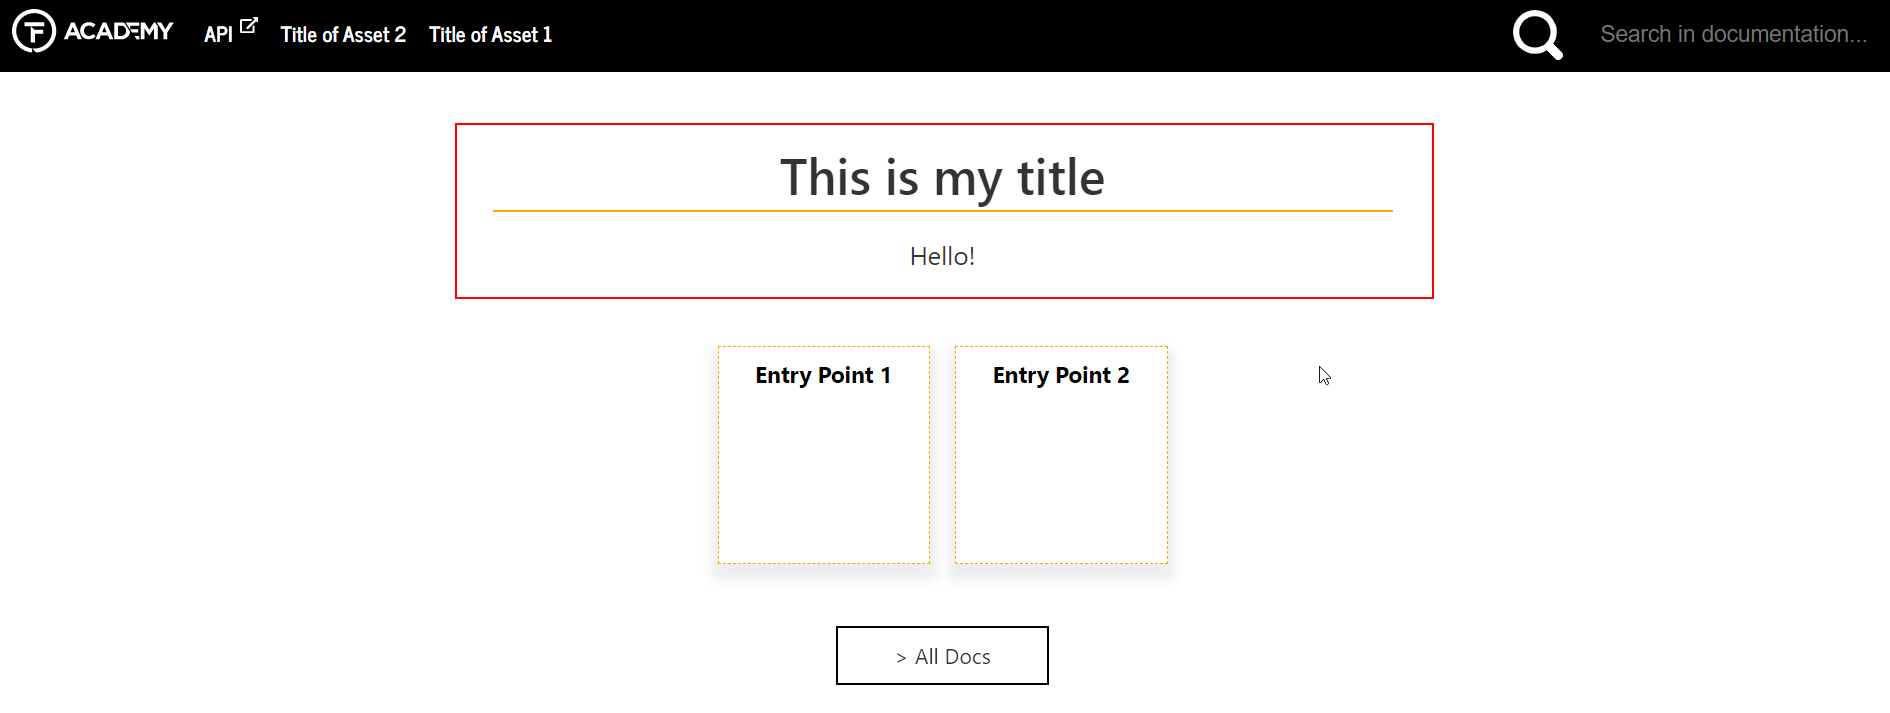 TF ACADEMY API Title of Asset 2 Title of Asset 1 Search in documentation...
This is my title
Hello!
Entry Point 1 Entry Point 2
> All Docs